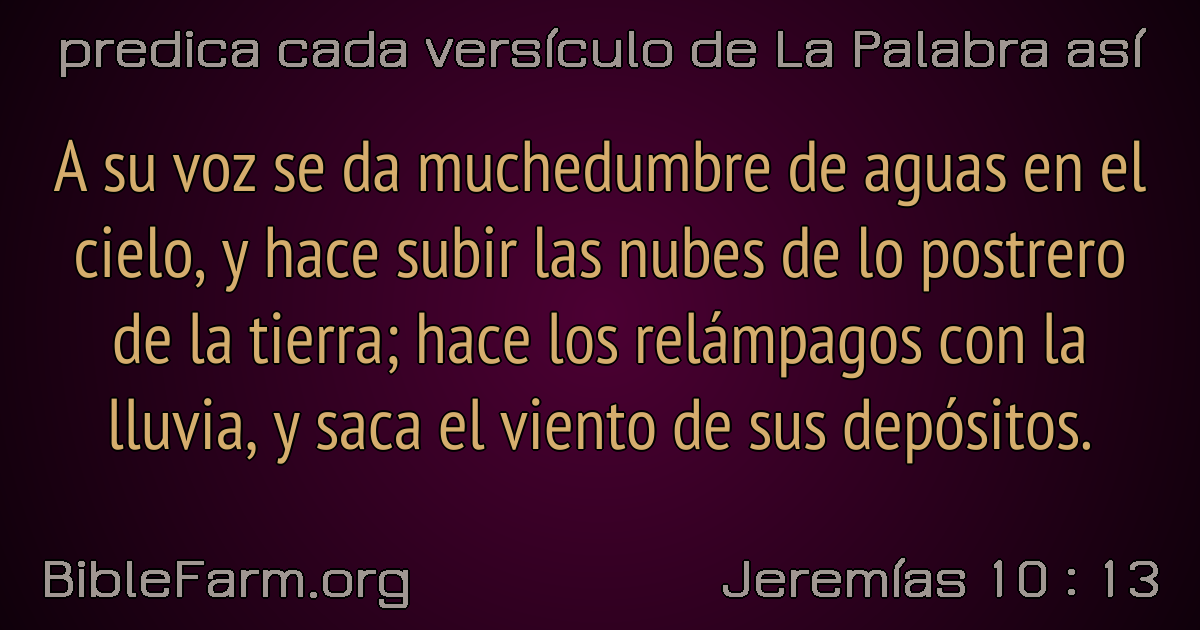 predica cada versículo de La Palabra así
A su voz se da muchedumbre de aguas en el
cielo, y hace subir las nubes de lo postrero
de la tierra; hace los relámpagos con la
lluvia, y saca el viento de sus depósitos.
BibleFarm.org
Jeremías 10 : 13